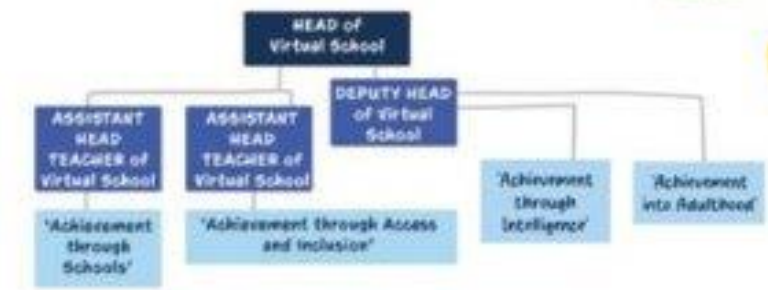 HEAD of
Virtual School
DEPUTY HEAD
of Virtual
School
ASSISTANT
HEAD
TEACHER of
Virtual School
ASSISTANT
HEAD
TEACHER of
Virtual School
'Achievement
through
Schools'
'Achievement through Access
and Inclusion'
'Achievement
through
Intelligence'
'Achievement
into Adulthood'